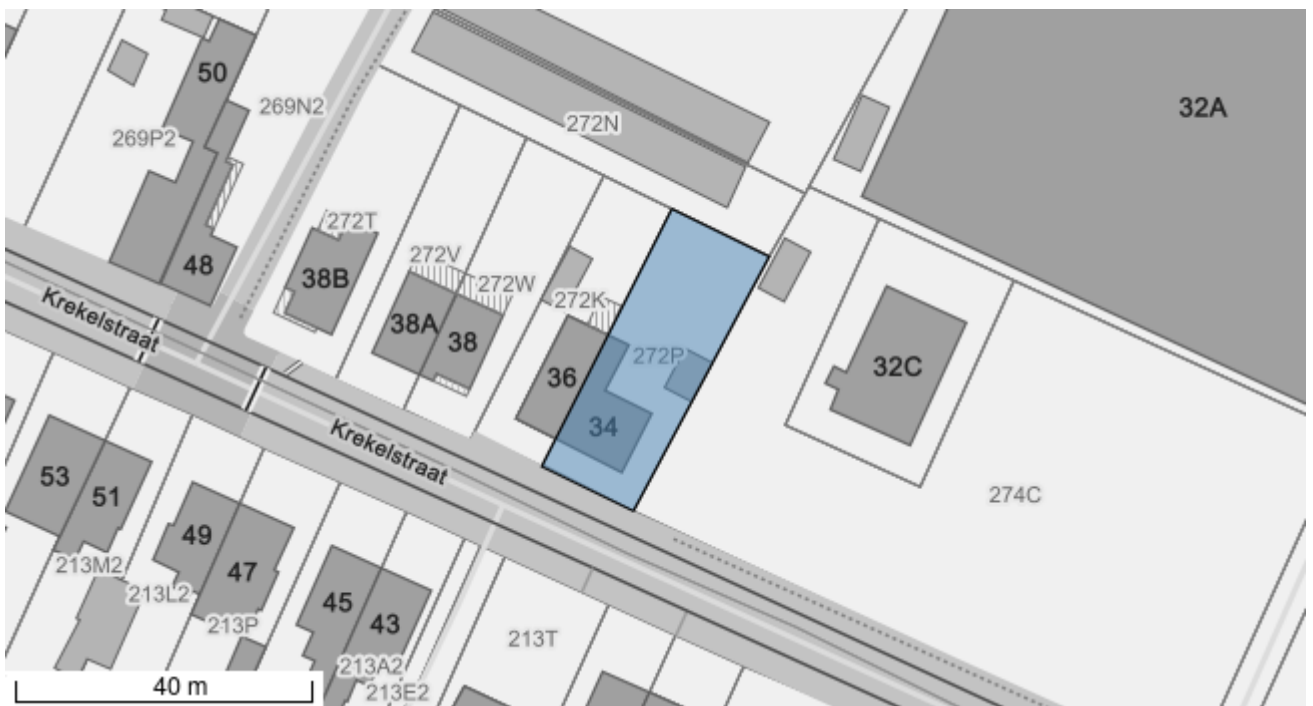 50
32A
269N2
272N
269P2
272T
272V
48
38B
272W
Krekelstraat
272K
38A
38
272P
36
32C
34
Krekelstraat
53
51
274C
49
47
213M2
213L2
45
213P
43
213T
213A2
40 m
213E2